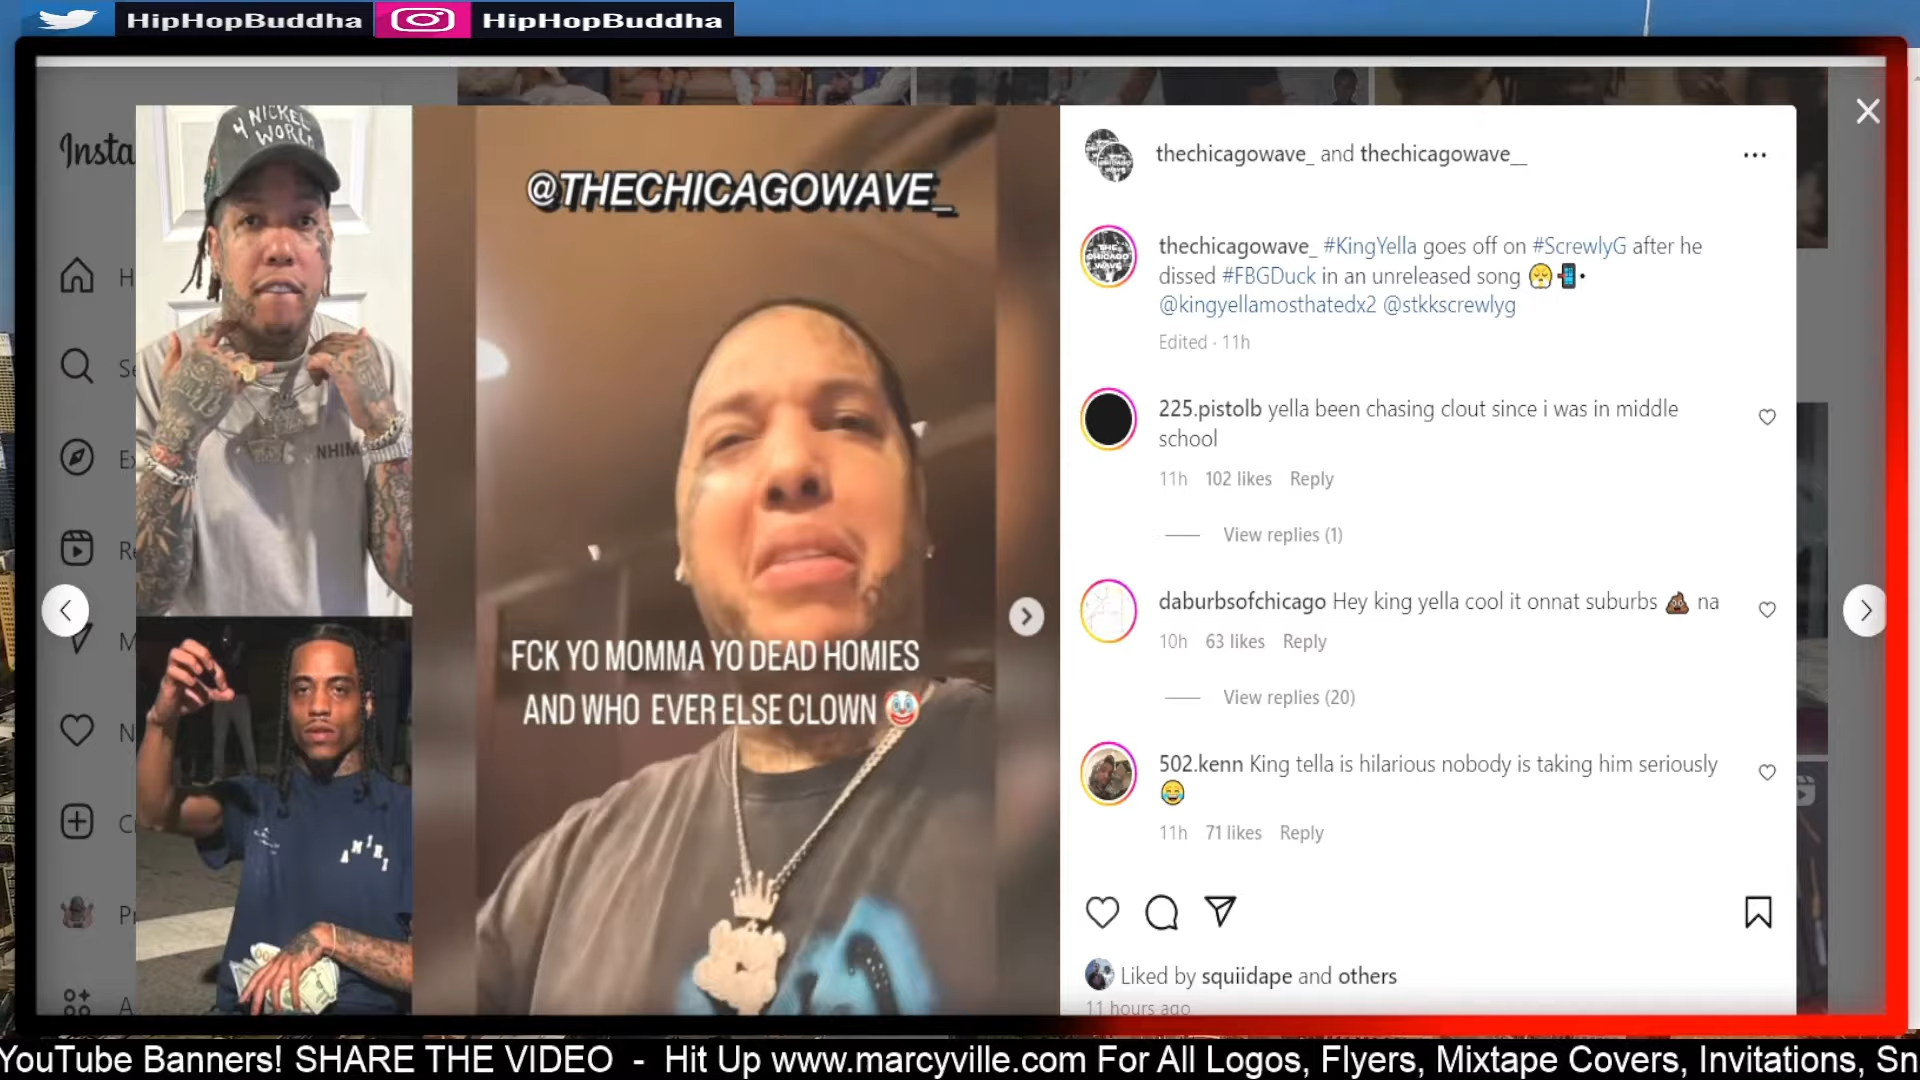 HipHopBuddha
HipHopBuddha
Insta
4 NICKEL
WORLD
NHIM
AMIRI
@THECHICAGOWAVE_
FCK YO MOMMA YO DEAD HOMIES
AND WHO EVER ELSE CLOWN 🤡
thechicagowave_ and thechicagowave__
thechicagowave_ #KingYella goes off on #ScrewlyG after he
dissed #FBGDuck in an unreleased song 😤📲•
@kingyellamosthatedx2 @stkkscrewlyg
Edited · 11h
225.pistolb yella been chasing clout since i was in middle
school
11h 102 likes Reply
View replies (1)
daburbsofchicago Hey king yella cool it onnat suburbs 💩 na
10h 63 likes Reply
View replies (20)
502.kenn King tella is hilarious nobody is taking him seriously
😂
11h 71 likes Reply
Liked by squiidape and others
11 hours ago
YouTube Banners! SHARE THE VIDEO - Hit Up www.marcyville.com For All Logos, Flyers, Mixtape Covers, Invitations, Sn